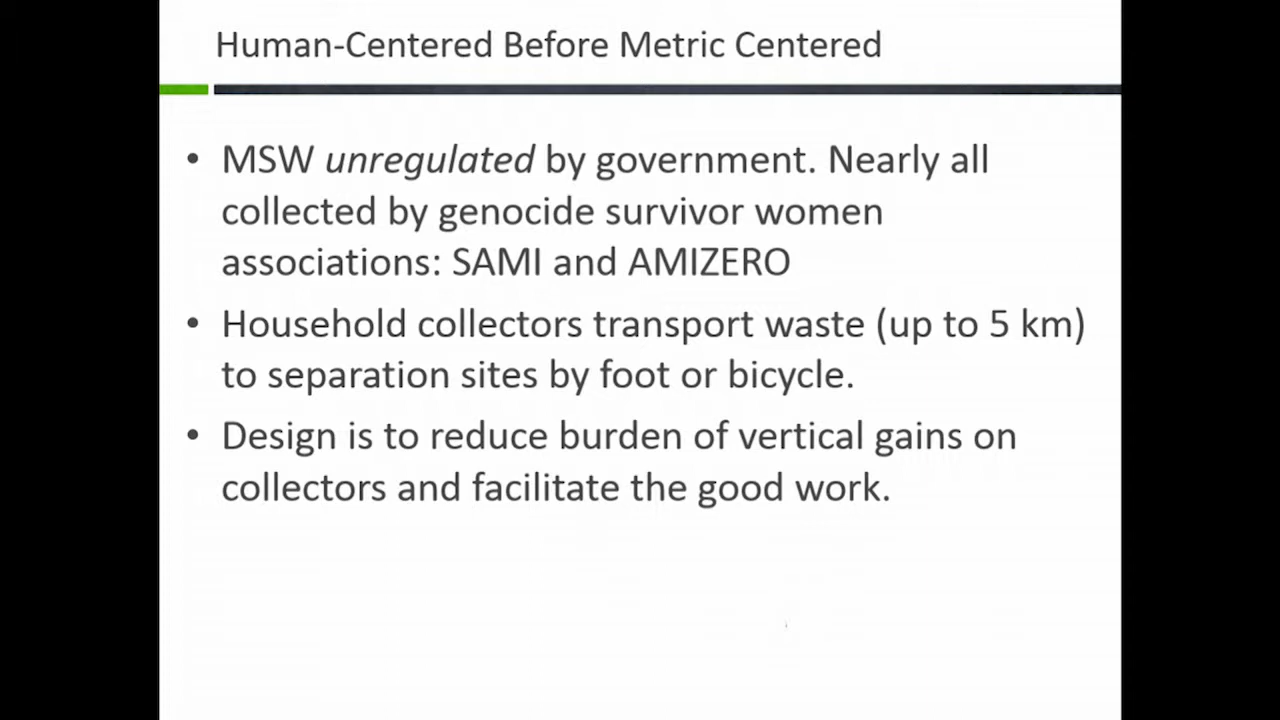 Human-Centered Before Metric Centered
• MSW unregulated by government. Nearly all
collected by genocide survivor women
associations: SAMI and AMIZERO
• Household collectors transport waste (up to 5 km)
to separation sites by foot or bicycle.
• Design is to reduce burden of vertical gains on
collectors and facilitate the good work.